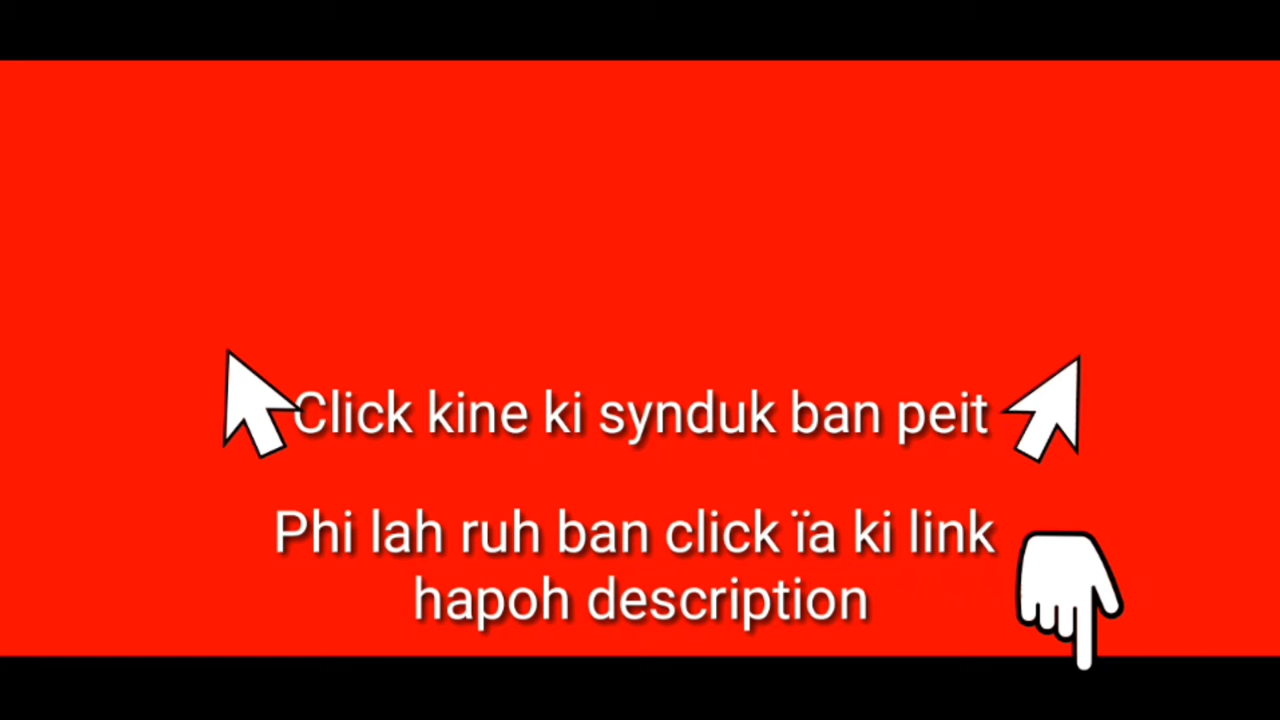 Click kine ki synduk ban peit
Phi lah ruh ban click ïa ki link
hapoh description